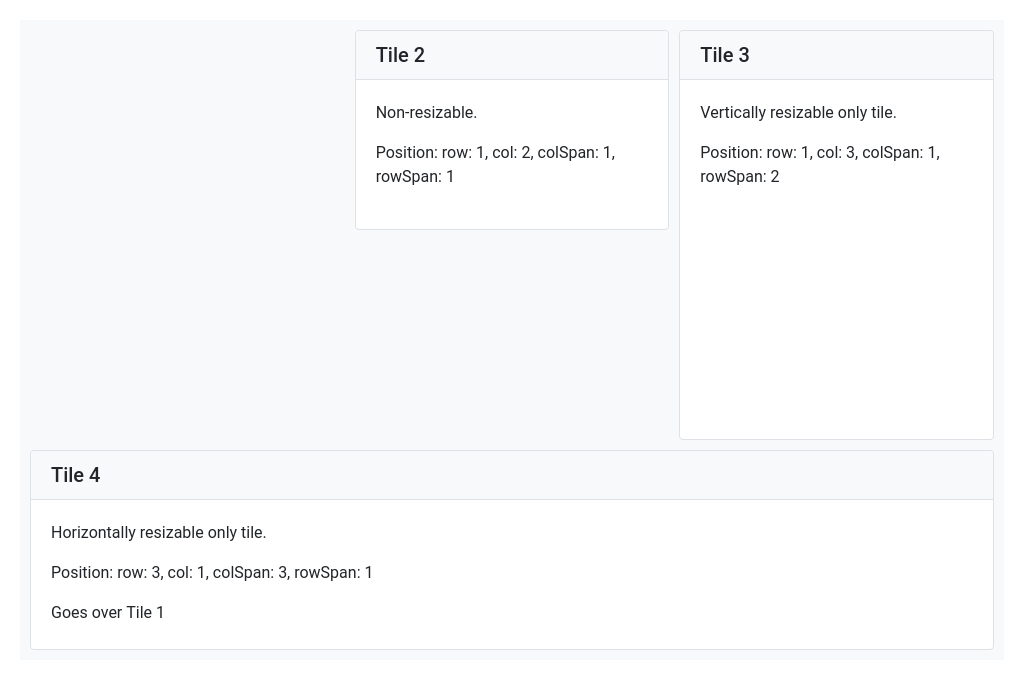 Tile 2
Non-resizable.
Position: row: 1, col: 2, colSpan: 1,
rowSpan: 1
Tile 3
Vertically resizable only tile.
Position: row: 1, col: 3, colSpan: 1,
rowSpan: 2
Tile 4
Horizontally resizable only tile.
Position: row: 3, col: 1, colSpan: 3, rowSpan: 1
Goes over Tile 1